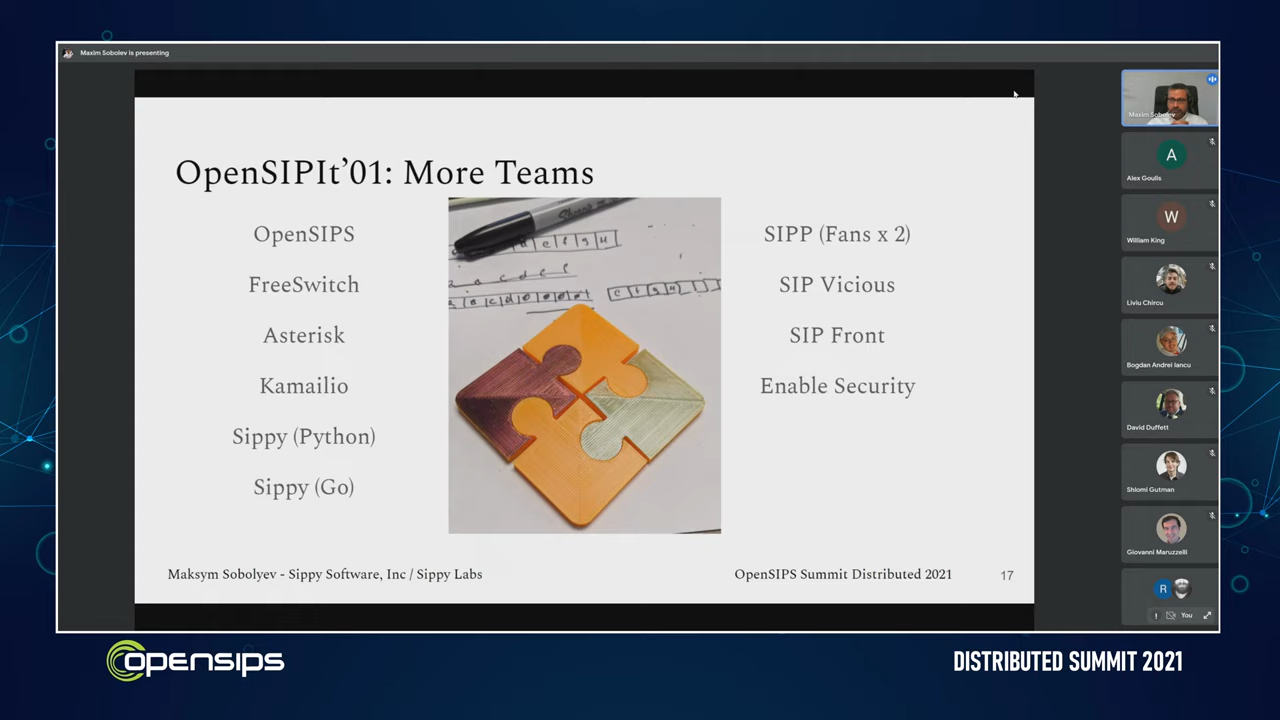 Maxim Sobolev is presenting
OpenSIPIt’01: More Teams
OpenSIPS
FreeSwitch
Asterisk
Kamailio
Sippy (Python)
Sippy (Go)
SIPP (Fans x 2)
SIP Vicious
SIP Front
Enable Security
Maksym Sobolyev - Sippy Software, Inc / Sippy Labs
OpenSIPS Summit Distributed 2021
17
Maxim Sobolev
A
Alex Goulis
W
William King
Liviu Chircu
Bogdan Andrei Iancu
David Duffett
Shlomi Gutman
Giovanni Maruzzelli
R
You
opensips
DISTRIBUTED SUMMIT 2021